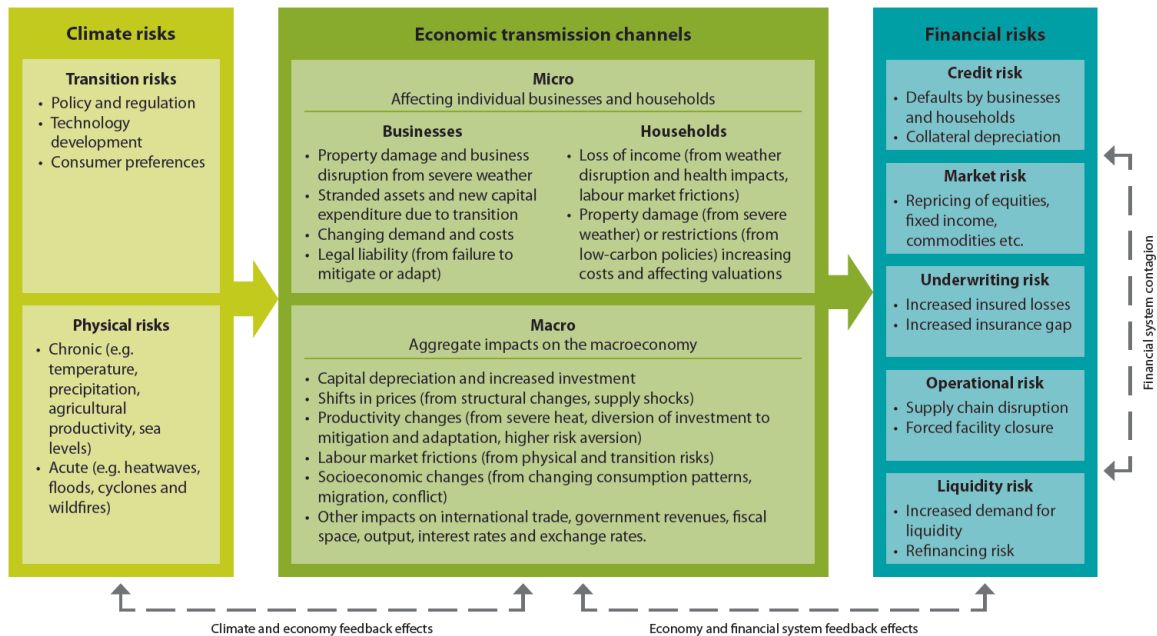 Climate risks
Transition risks
• Policy and regulation
• Technology
development
• Consumer preferences
Physical risks
• Chronic (e.g.
temperature,
precipitation,
agricultural
productivity, sea
levels)
• Acute (e.g. heatwaves,
floods, cyclones and
wildfires)
Economic transmission channels
Micro
Affecting individual businesses and households
Businesses
• Property damage and business
disruption from severe weather
• Stranded assets and new capital
expenditure due to transition
• Changing demand and costs
• Legal liability (from failure to
mitigate or adapt)
Households
• Loss of income (from weather
disruption and health impacts,
labour market frictions)
• Property damage (from severe
weather) or restrictions (from
low-carbon policies) increasing
costs and affecting valuations
Macro
Aggregate impacts on the macroeconomy
• Capital depreciation and increased investment
• Shifts in prices (from structural changes, supply shocks)
• Productivity changes (from severe heat, diversion of investment to
mitigation and adaptation, higher risk aversion)
• Labour market frictions (from physical and transition risks)
• Socioeconomic changes (from changing consumption patterns,
migration, conflict)
• Other impacts on international trade, government revenues, fiscal
space, output, interest rates and exchange rates.
Financial risks
Credit risk
• Defaults by businesses
and households
• Collateral depreciation
Market risk
• Repricing of equities,
fixed income,
commodities etc.
Underwriting risk
• Increased insured losses
• Increased insurance gap
Operational risk
• Supply chain disruption
• Forced facility closure
Liquidity risk
• Increased demand for
liquidity
• Refinancing risk
Financial system contagion
Climate and economy feedback effects
Economy and financial system feedback effects